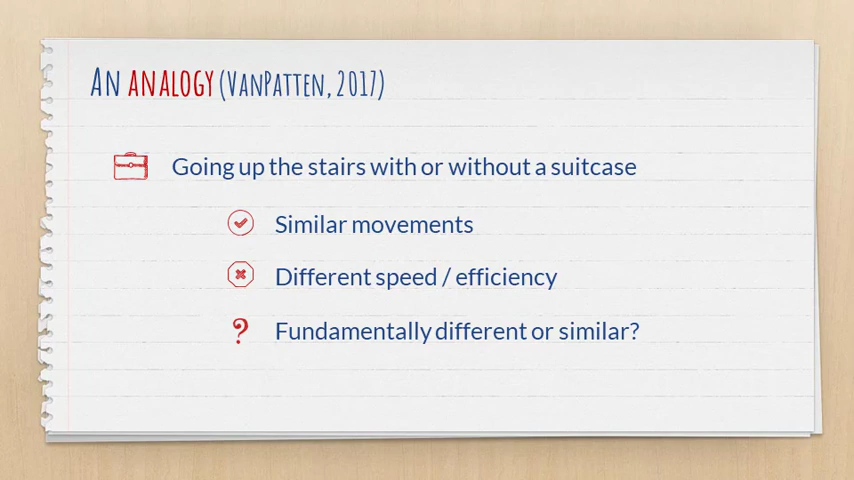 An analogy (VanPatten, 2017)
Going up the stairs with or without a suitcase
Similar movements
Different speed / efficiency
? Fundamentally different or similar?